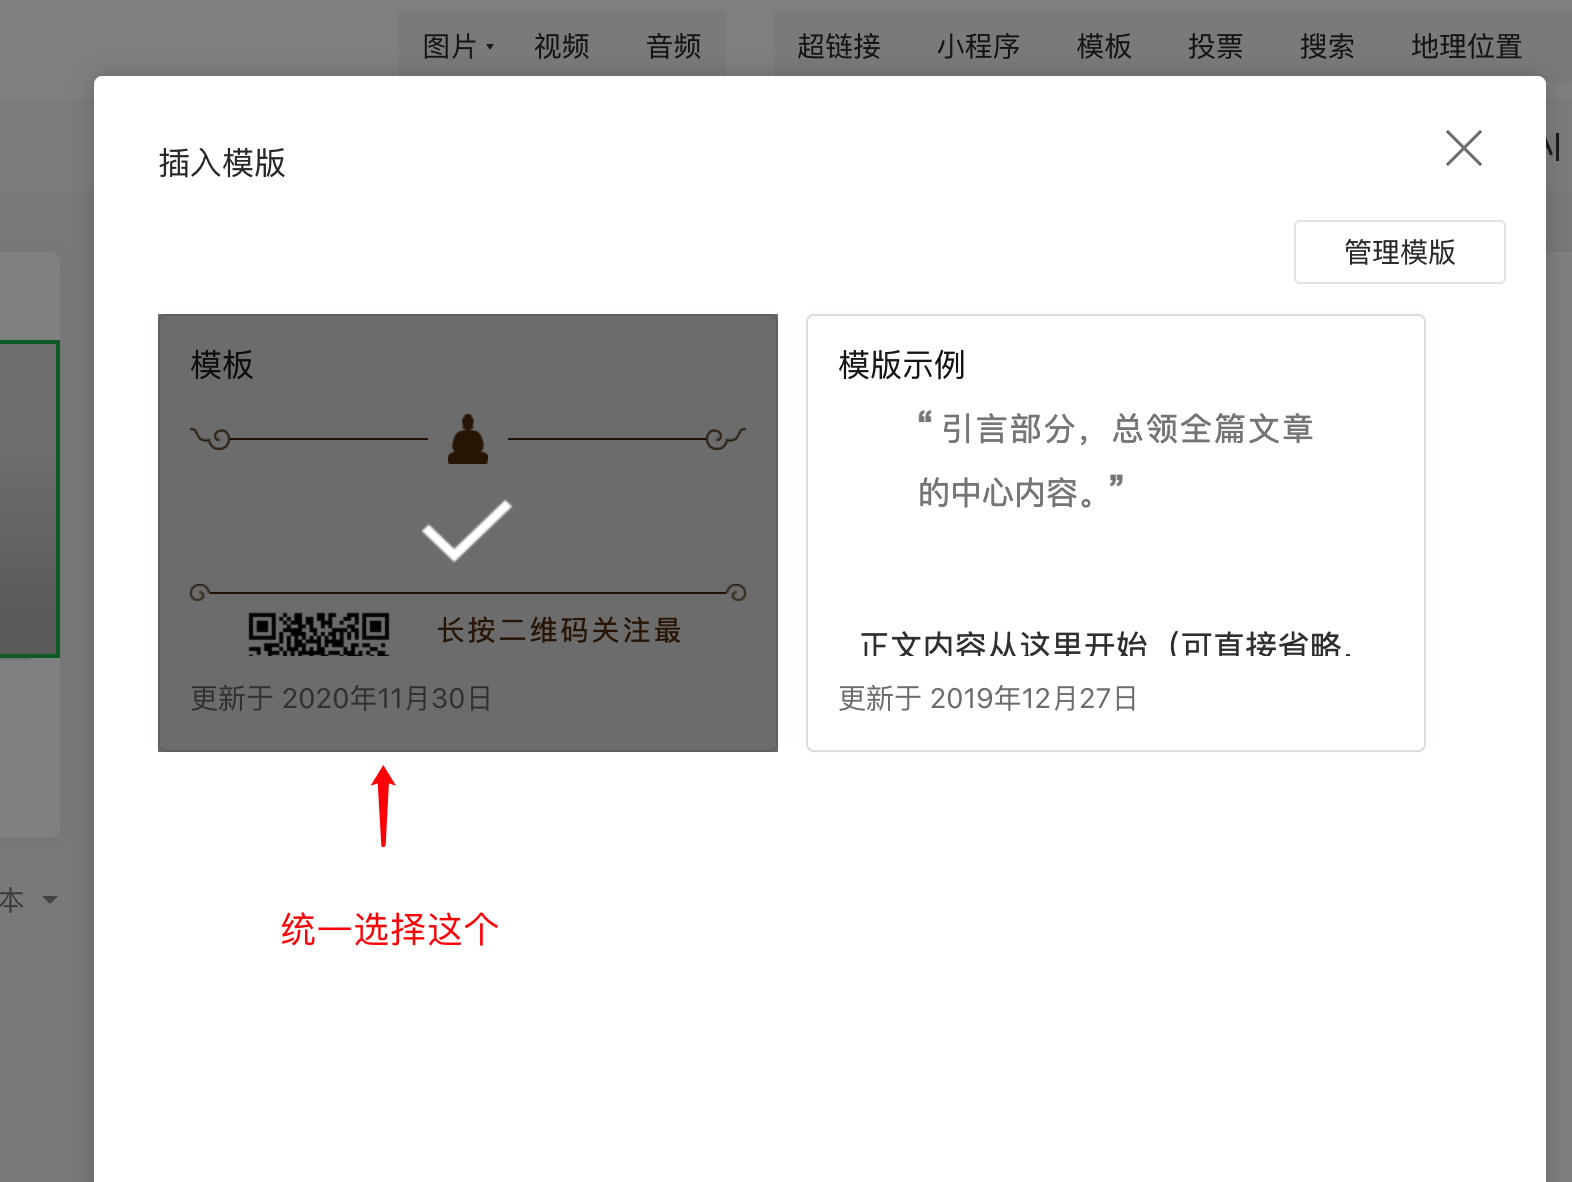 图片 视频 音频 超链接 小程序 模板 投票 搜索 地理位置
插入模版
管理模版
模板
长按二维码关注最
更新于 2020年11月30日
模版示例
“引言部分，总领全篇文章
的中心内容。”
正文内容从这里开始（可直接省略，
更新于 2019年12月27日
本
统一选择这个